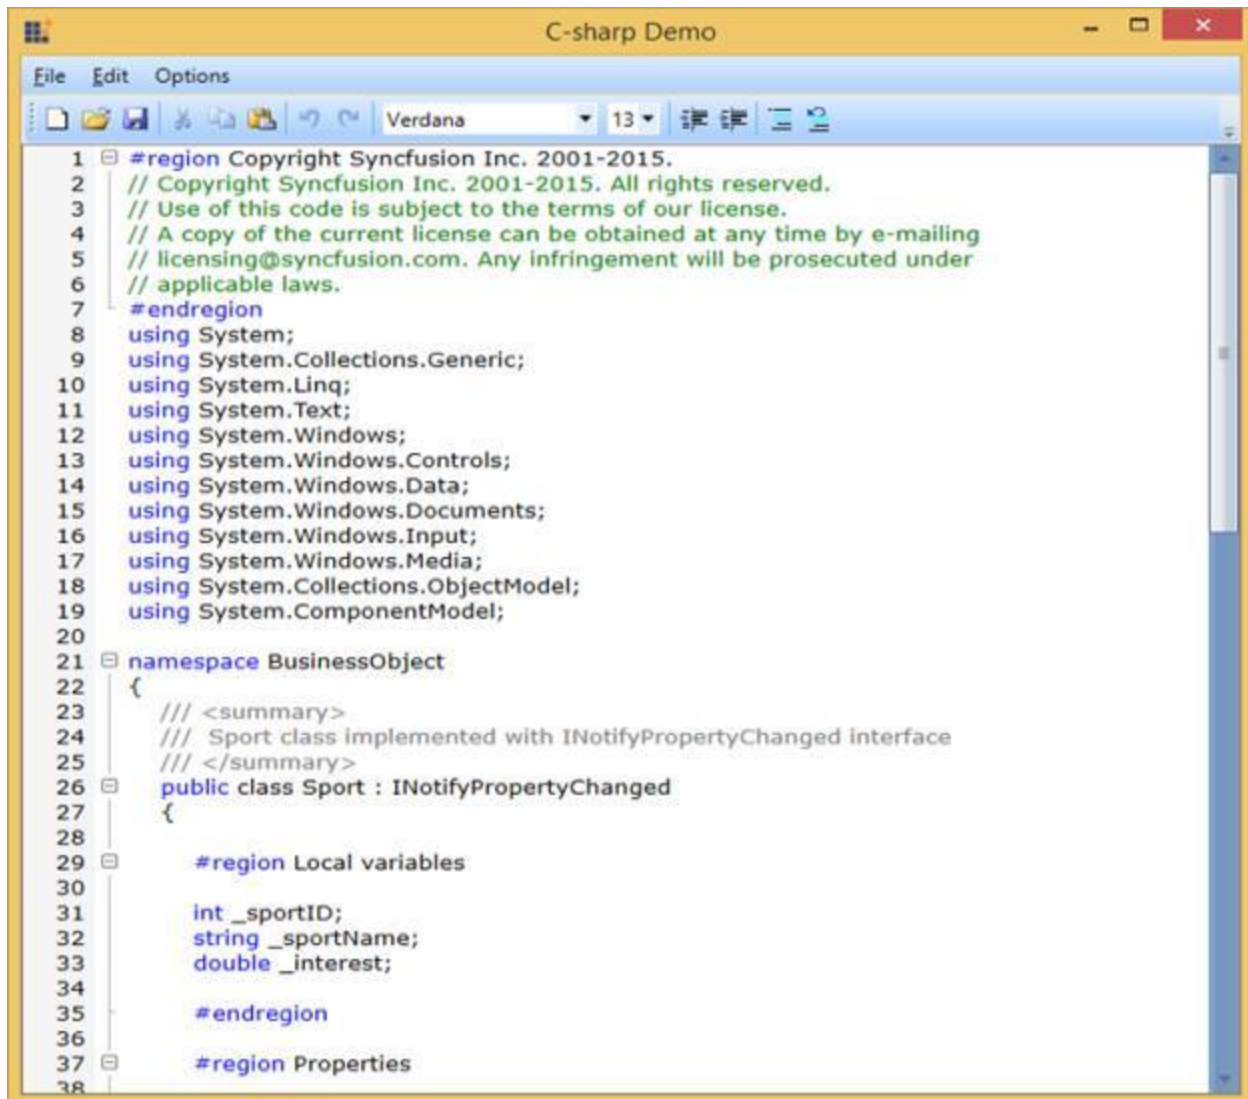 C-sharp Demo
File Edit Options
Verdana 13
1 #region Copyright Syncfusion Inc. 2001-2015.
2 // Copyright Syncfusion Inc. 2001-2015. All rights reserved.
3 // Use of this code is subject to the terms of our license.
4 // A copy of the current license can be obtained at any time by e-mailing
5 // licensing@syncfusion.com. Any infringement will be prosecuted under
6 // applicable laws.
7 #endregion
8 using System;
9 using System.Collections.Generic;
10 using System.Linq;
11 using System.Text;
12 using System.Windows;
13 using System.Windows.Controls;
14 using System.Windows.Data;
15 using System.Windows.Documents;
16 using System.Windows.Input;
17 using System.Windows.Media;
18 using System.Collections.ObjectModel;
19 using System.ComponentModel;
20
21 namespace BusinessObject
22 {
23 /// <summary>
24 ///  Sport class implemented with INotifyPropertyChanged interface
25 /// </summary>
26 public class Sport : INotifyPropertyChanged
27 {
28
29 #region Local variables
30
31 int _sportID;
32 string _sportName;
33 double _interest;
34
35 #endregion
36
37 #region Properties
38